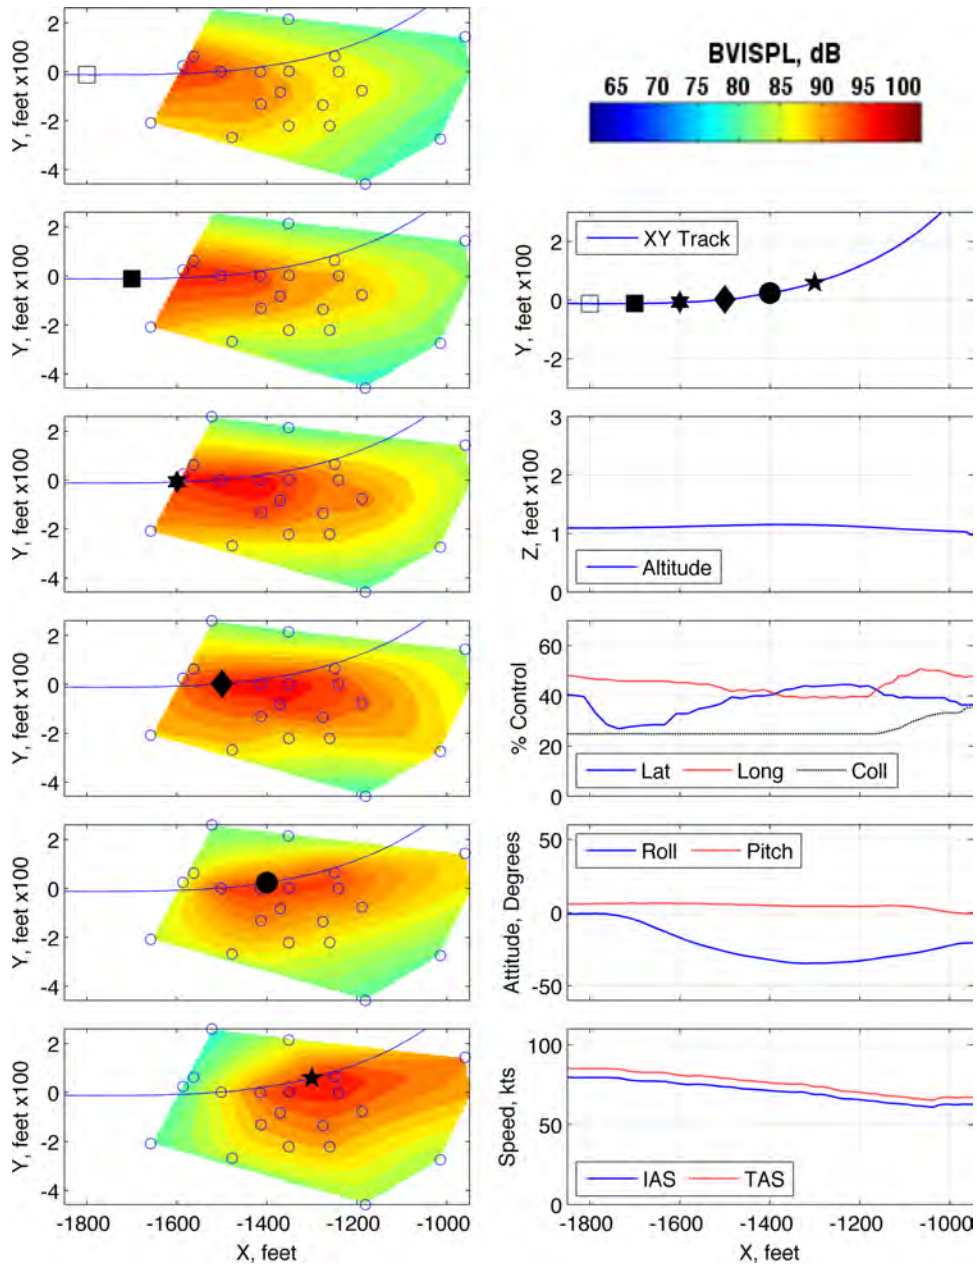 BVISPL, dB
65 70 78 80 85 90 95 100
2
0
-2
-4
Y, feet x100
2
0
-2
-4
Y, feet x100
XY Track
2
0
-2
Y, feet x100
2
0
-2
-4
Y, feet x100
3
2
1
0
Z, feet x100
Altitude
2
0
-2
-4
Y, feet x100
60
40
20
0
% Control
Lat Long Coll
2
0
-2
-4
Y, feet x100
50
0
-50
Attitude, Degrees
Roll Pitch
2
0
-2
-4
Y, feet x100
100
50
0
Speed, kts
IAS TAS
-1800 -1600 -1400 -1200 -1000
X, feet
-1800 -1600 -1400 -1200 -1000
X, feet